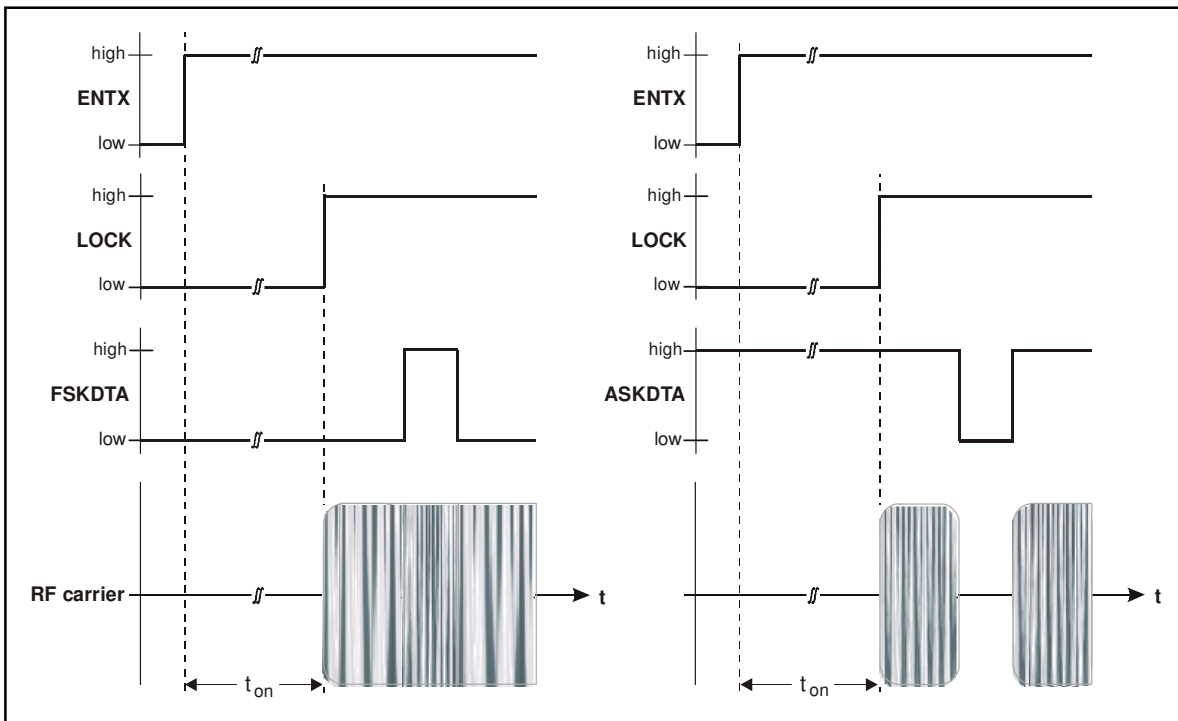 high
ENTX
low
high
LOCK
low
high
FSKDTA
low
RF carrier
t
t on
high
ENTX
low
high
LOCK
low
high
ASKDTA
low
t
t on